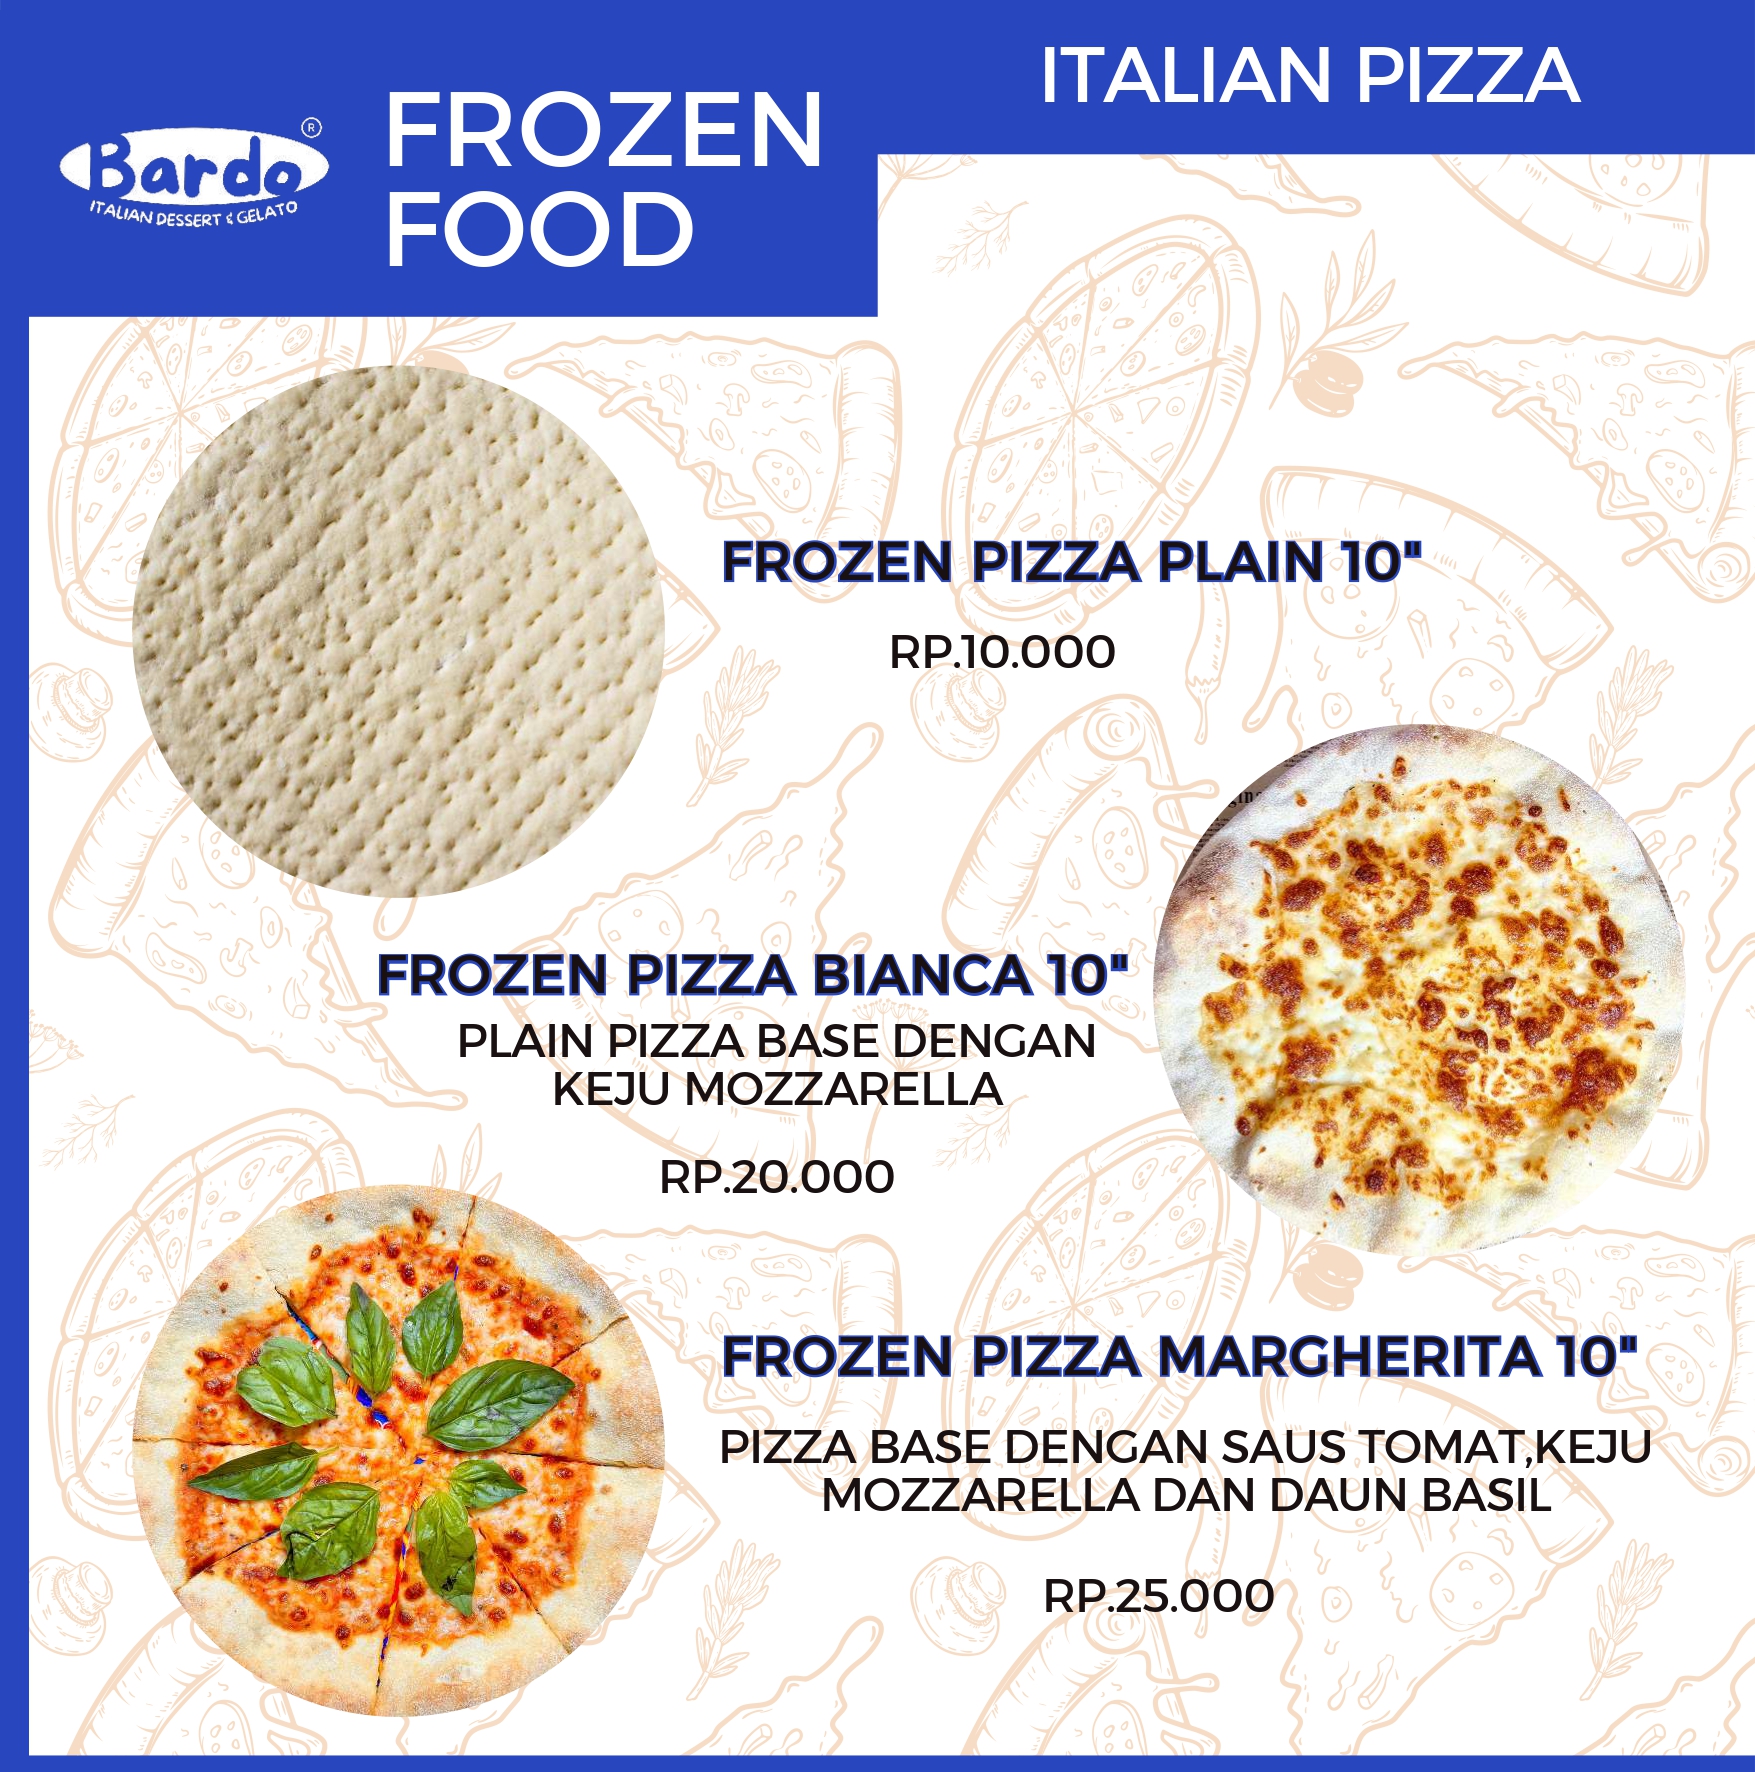 Bardo®
ITALIAN DESSERT & GELATO
FROZEN
FOOD
ITALIAN PIZZA
FROZEN PIZZA PLAIN 10"
RP.10.000
FROZEN PIZZA BIANCA 10"
PLAIN PIZZA BASE DENGAN
KEJU MOZZARELLA
RP.20.000
FROZEN PIZZA MARGHERITA 10"
PIZZA BASE DENGAN SAUS TOMAT,KEJU
MOZZARELLA DAN DAUN BASIL
RP.25.000